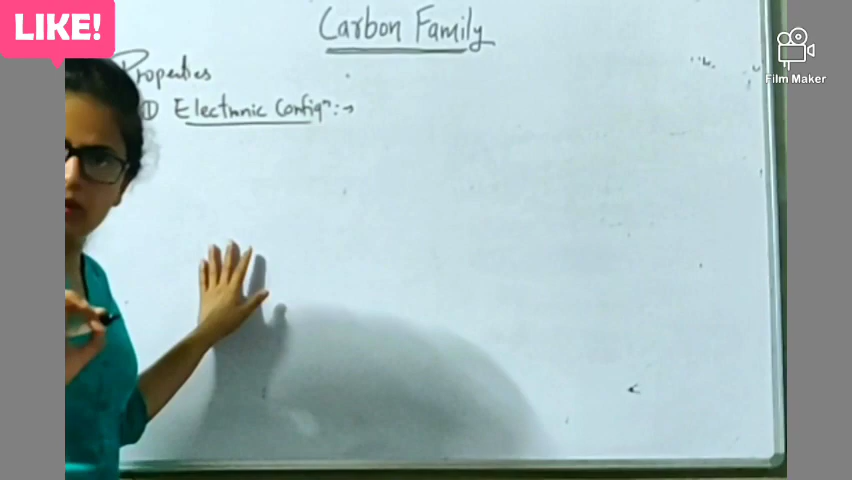 LIKE!
Carbon Family
Film Maker
Properties
① Electronic Configⁿ:→